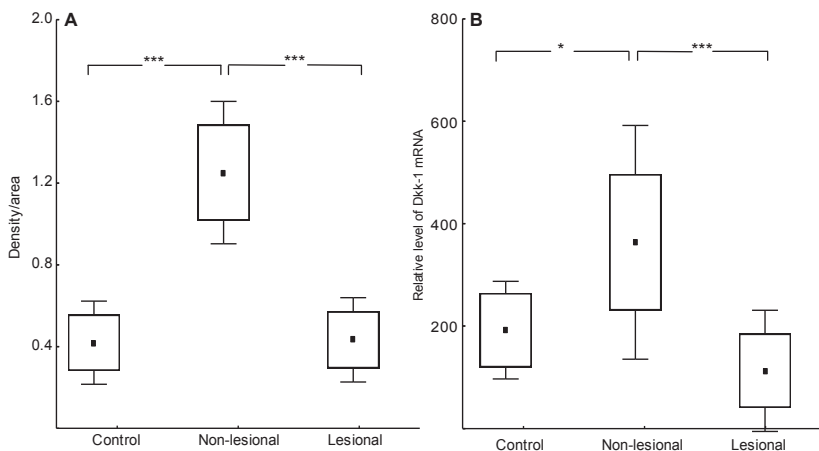 A
2.0
1.6
1.2
0.8
0.4
Density/area
***
***
Control
Non-lesional
Lesional
B
800
600
400
200
Relative level of Dkk-1 mRNA
*
***
Control
Non-lesional
Lesional